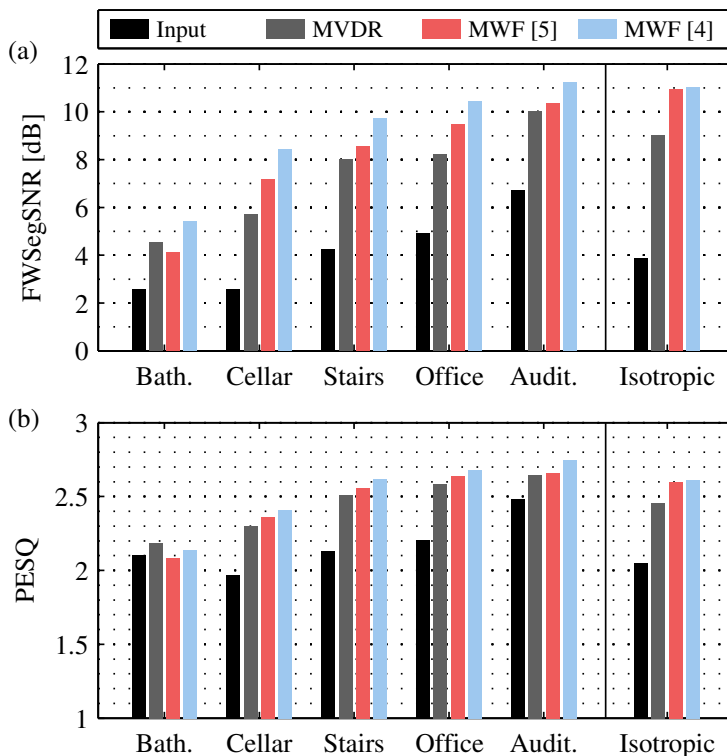 Input MVDR MWF [5] MWF [4]
(a)
FWSegSNR [dB]
12
10
8
6
4
2
0
Bath. Cellar Stairs Office Audit. Isotropic
(b)
PESQ
3
2.5
2
1.5
1
Bath. Cellar Stairs Office Audit. Isotropic